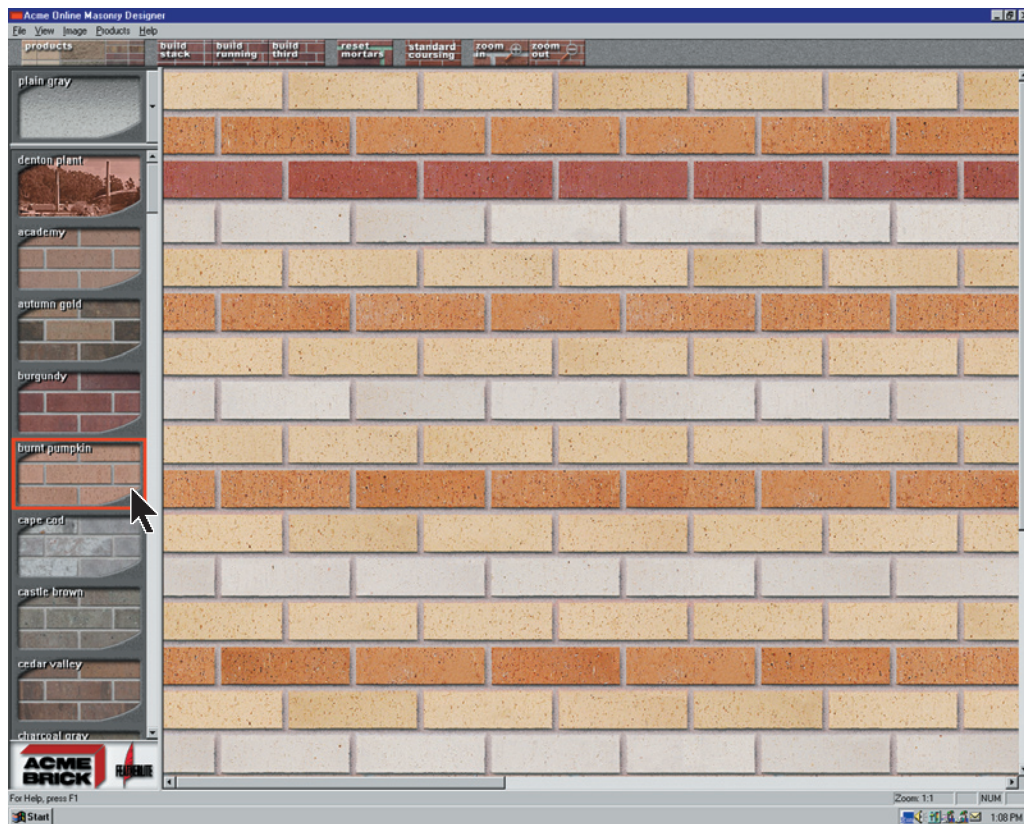 Acme Online Masonry Designer
File View Image Products Help
products
build stack
build running
build third
reset mortars
standard coursing
zoom in
zoom out
plain gray
denton plant
academy
autumn gold
burgundy
burnt pumpkin
cape cod
castle brown
cedar valley
charcoal gray
ACME
BRICK
FEATHERLITE
For Help, press F1
Zoom: 1:1
NUM
Start
1:08 PM